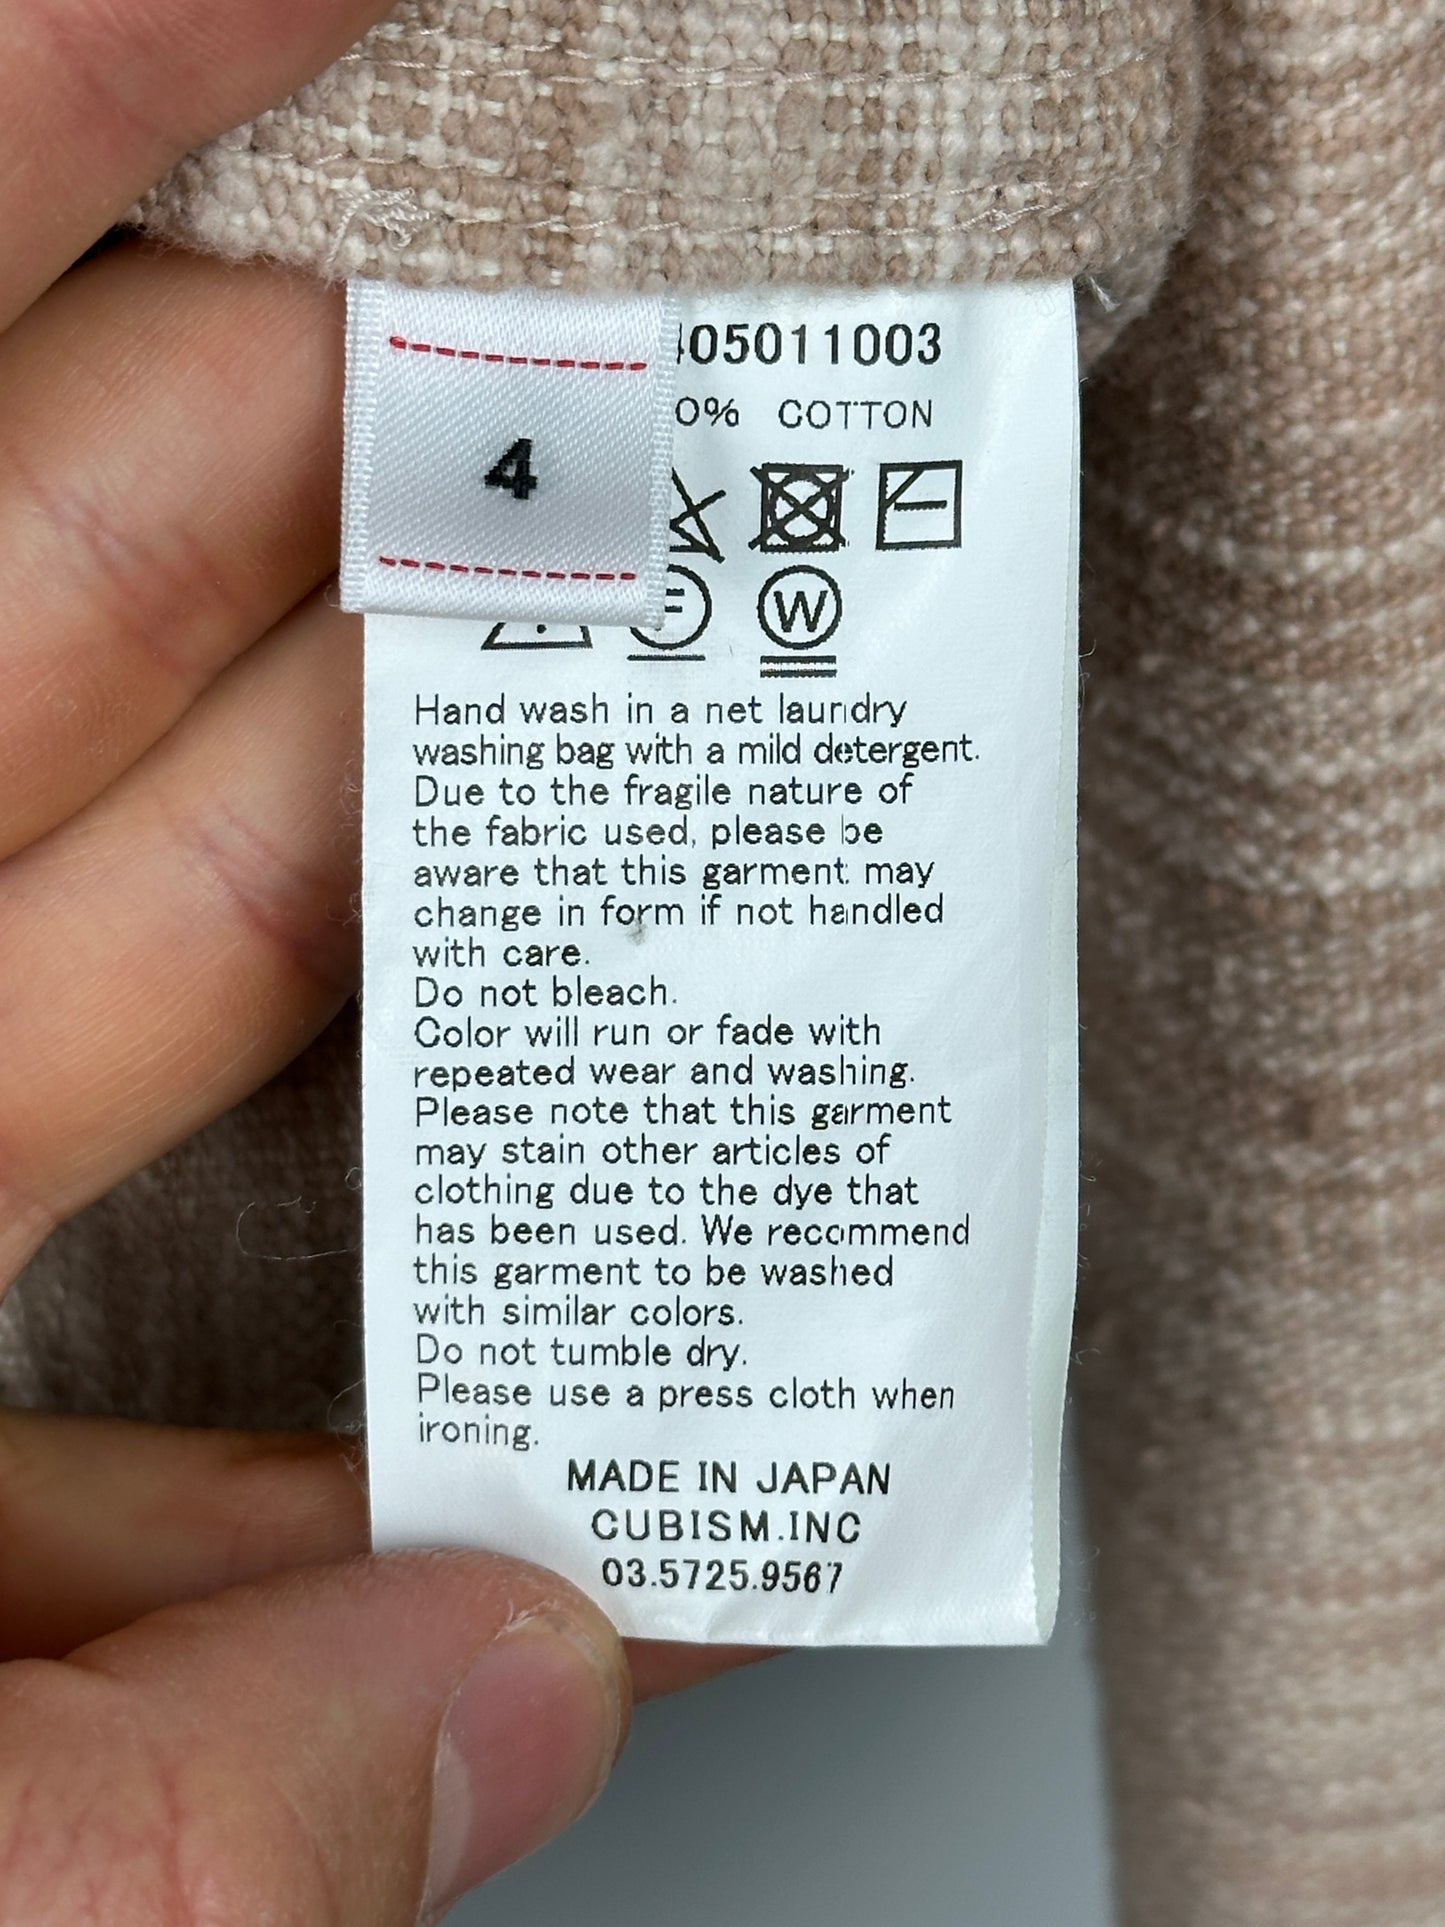 05011003
0% COTTON
4
F W
Hand wash in a net laundry
washing bag with a mild detergent.
Due to the fragile nature of
the fabric used, please be
aware that this garment may
change in form if not handled
with care.
Do not bleach.
Color will run or fade with
repeated wear and washing.
Please note that this garment
may stain other articles of
clothing due to the dye that
has been used. We recommend
this garment to be washed
with similar colors.
Do not tumble dry.
Please use a press cloth when
ironing.
MADE IN JAPAN
CUBISM.INC
03.5725.9567